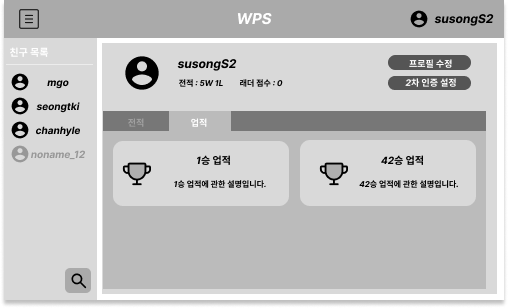 WPS
susongS2
친구 목록
mgo
seongtki
chanhyle
noname_12
susongS2
전적 : 5W 1L 래더 점수 : 0
프로필 수정
2차 인증 설정
전적 업적
1승 업적
1승 업적에 관한 설명입니다.
42승 업적
42승 업적에 관한 설명입니다.